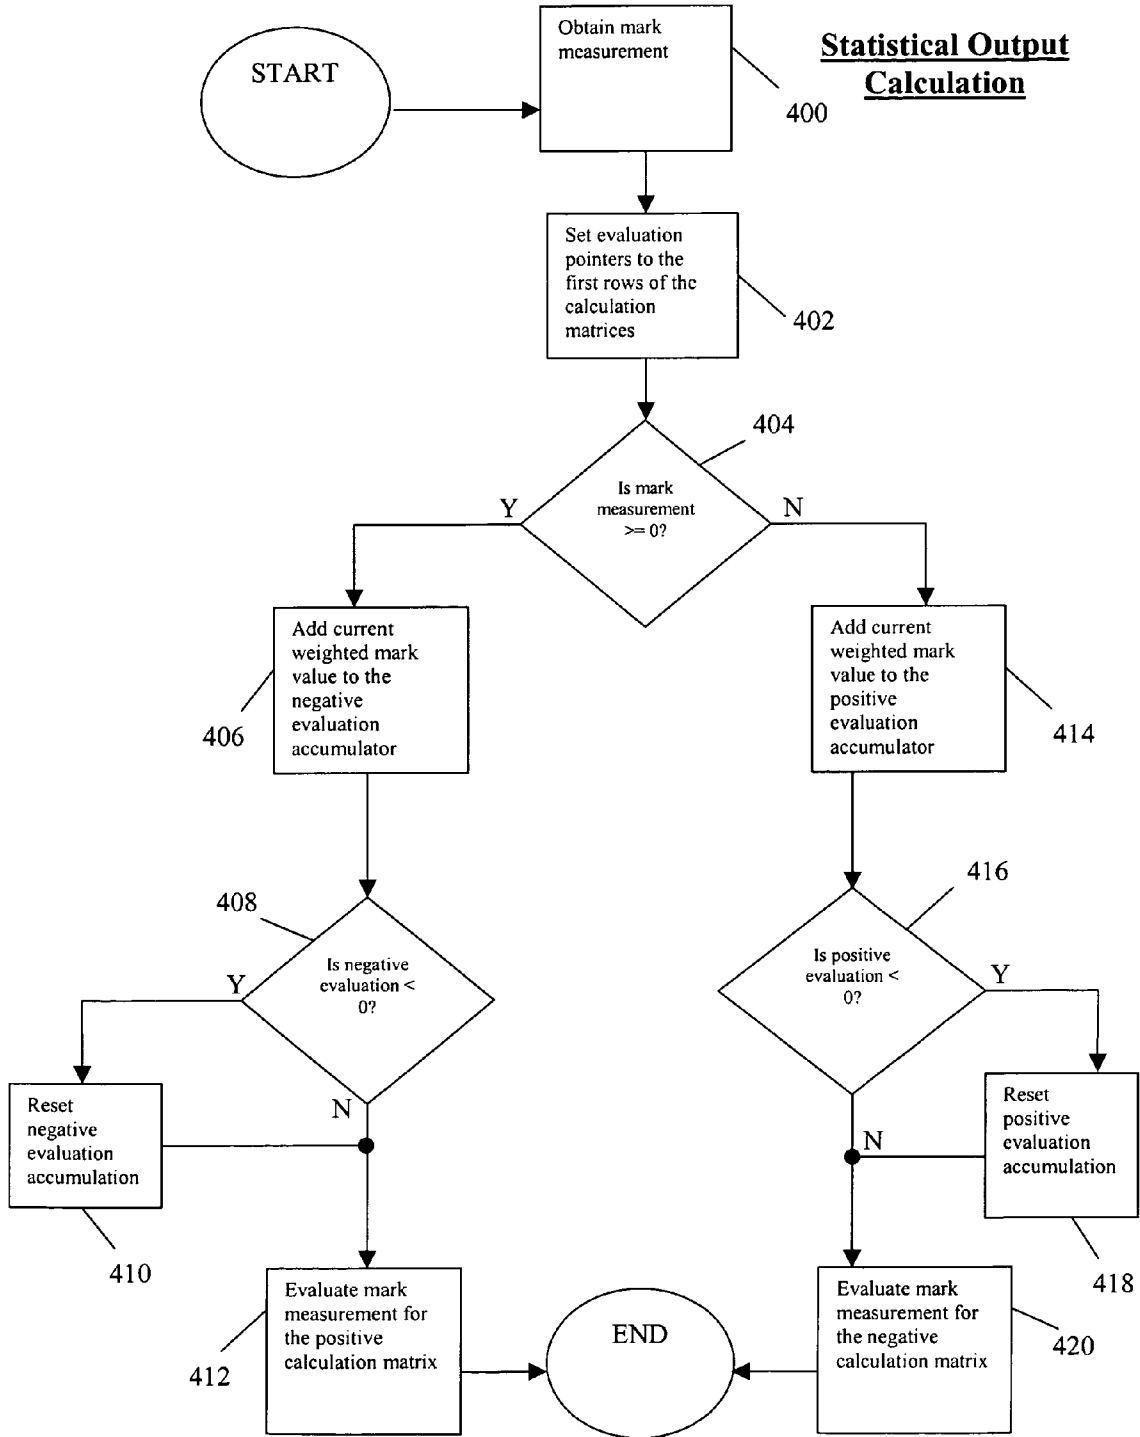 START
Obtain mark
measurement
Statistical Output
Calculation
400
Set evaluation
pointers to the
first rows of the
calculation
matrices
402
404
Is mark
measurement
>= 0?
Y
N
Add current
weighted mark
value to the
negative
evaluation
accumulator
406
Add current
weighted mark
value to the
positive
evaluation
accumulator
414
408
Is negative
evaluation <
0?
Y
N
416
Is positive
evaluation <
0?
Y
N
Reset
negative
evaluation
accumulation
410
Reset
positive
evaluation
accumulation
418
Evaluate mark
measurement for
the positive
calculation matrix
412
END
Evaluate mark
measurement for
the negative
calculation matrix
420